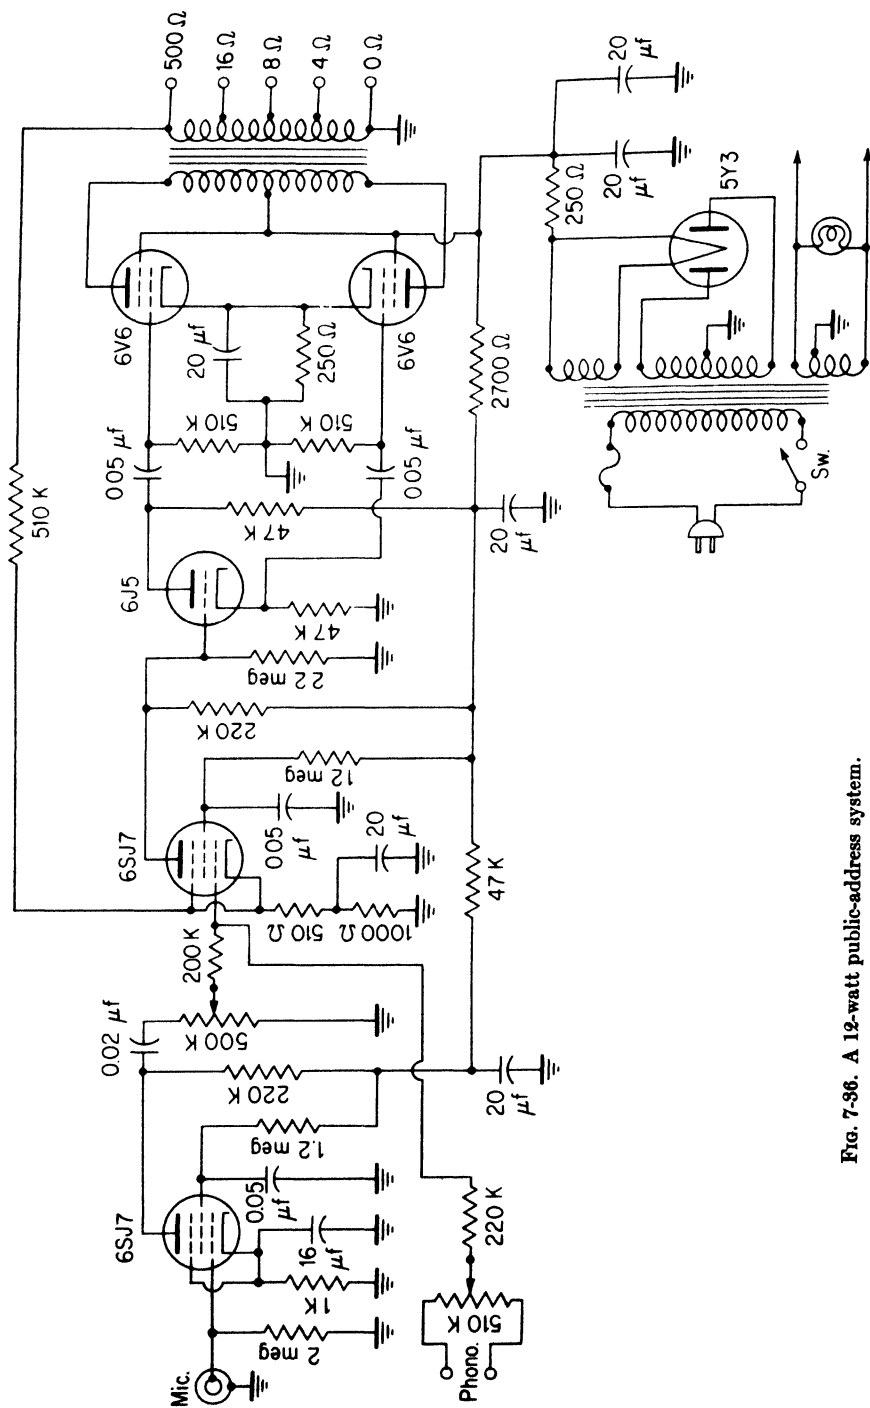 Mic.
2 meg
1K
16 μf
0.05 μf
6SJ7
1.2 meg
220 K
0.02 μf
500 K
200 K
Phono.
510 K
220 K
20 μf
47 K
6SJ7
510 Ω
1000 Ω
20 μf
0.05 μf
12 meg
220 K
22 meg
6J5
47 K
47 K
20 μf
510 K
0.05 μf
0.05 μf
510 K
510 K
20 μf
250 Ω
6V6
6V6
2700 Ω
500 Ω
16 Ω
8 Ω
4 Ω
0 Ω
20 μf
20 μf
250 Ω
5Y3
Sw.
Fig. 7-36. A 12-watt public-address system.